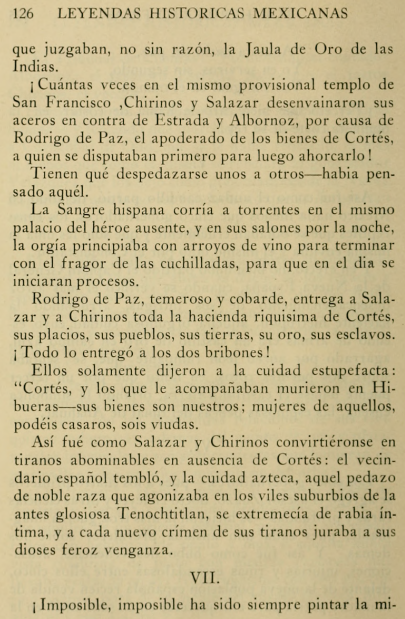 126 LEYENDAS HISTORICAS MEXICANAS
que juzgaban, no sin razón, la Jaula de Oro de las
Indias.
¡Cuántas veces en el mismo provisional templo de
San Francisco ,Chirinos y Salazar desenvainaron sus
aceros en contra de Estrada y Albornoz, por causa de
Rodrigo de Paz, el apoderado de los bienes de Cortés,
a quien se disputaban primero para luego ahorcarlo!
Tienen qué despedazarse unos a otros—habia pen-
sado aquél.
La Sangre hispana corría a torrentes en el mismo
palacio del héroe ausente, y en sus salones por la noche,
la orgía principiaba con arroyos de vino para terminar
con el fragor de las cuchilladas, para que en el dia se
iniciaran procesos.
Rodrigo de Paz, temeroso y cobarde, entrega a Sala-
zar y a Chirinos toda la hacienda riquisima de Cortés,
sus placios, sus pueblos, sus tierras, su oro, sus esclavos.
¡Todo lo entregó a los dos bribones!
Ellos solamente dijeron a la cuidad estupefacta:
“Cortés, y los que le acompañaban murieron en Hi-
bueras—sus bienes son nuestros; mujeres de aquellos,
podéis casaros, sois viudas.
Así fué como Salazar y Chirinos convirtiéronse en
tiranos abominables en ausencia de Cortés: el vecin-
dario español tembló, y la cuidad azteca, aquel pedazo
de noble raza que agonizaba en los viles suburbios de la
antes glosiosa Tenochtitlan, se extremecía de rabia ín-
tima, y a cada nuevo crímen de sus tiranos juraba a sus
dioses feroz venganza.
VII.
¡Imposible, imposible ha sido siempre pintar la mi-